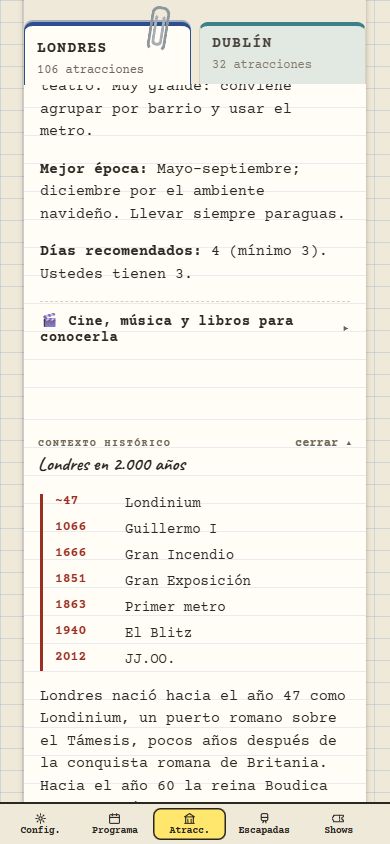 LONDRES
106 atracciones
DUBLÍN
32 atracciones
teatro. Muy grande: conviene
agrupar por barrio y usar el
metro.
Mejor época: Mayo-septiembre;
diciembre por el ambiente
navideño. Llevar siempre paraguas.
Días recomendados: 4 (mínimo 3).
Ustedes tienen 3.
Cine, música y libros para
conocerla
CONTEXTO HISTÓRICO
cerrar
Londres en 2.000 años
~47 Londinium
1066 Guillermo I
1666 Gran Incendio
1851 Gran Exposición
1863 Primer metro
1940 El Blitz
2012 JJ.OO.
Londres nació hacia el año 47 como
Londinium, un puerto romano sobre
el Támesis, pocos años después de
la conquista romana de Britania.
Hacia el año 60 la reina Boudica
Config. Programa Atracc. Escapadas Shows